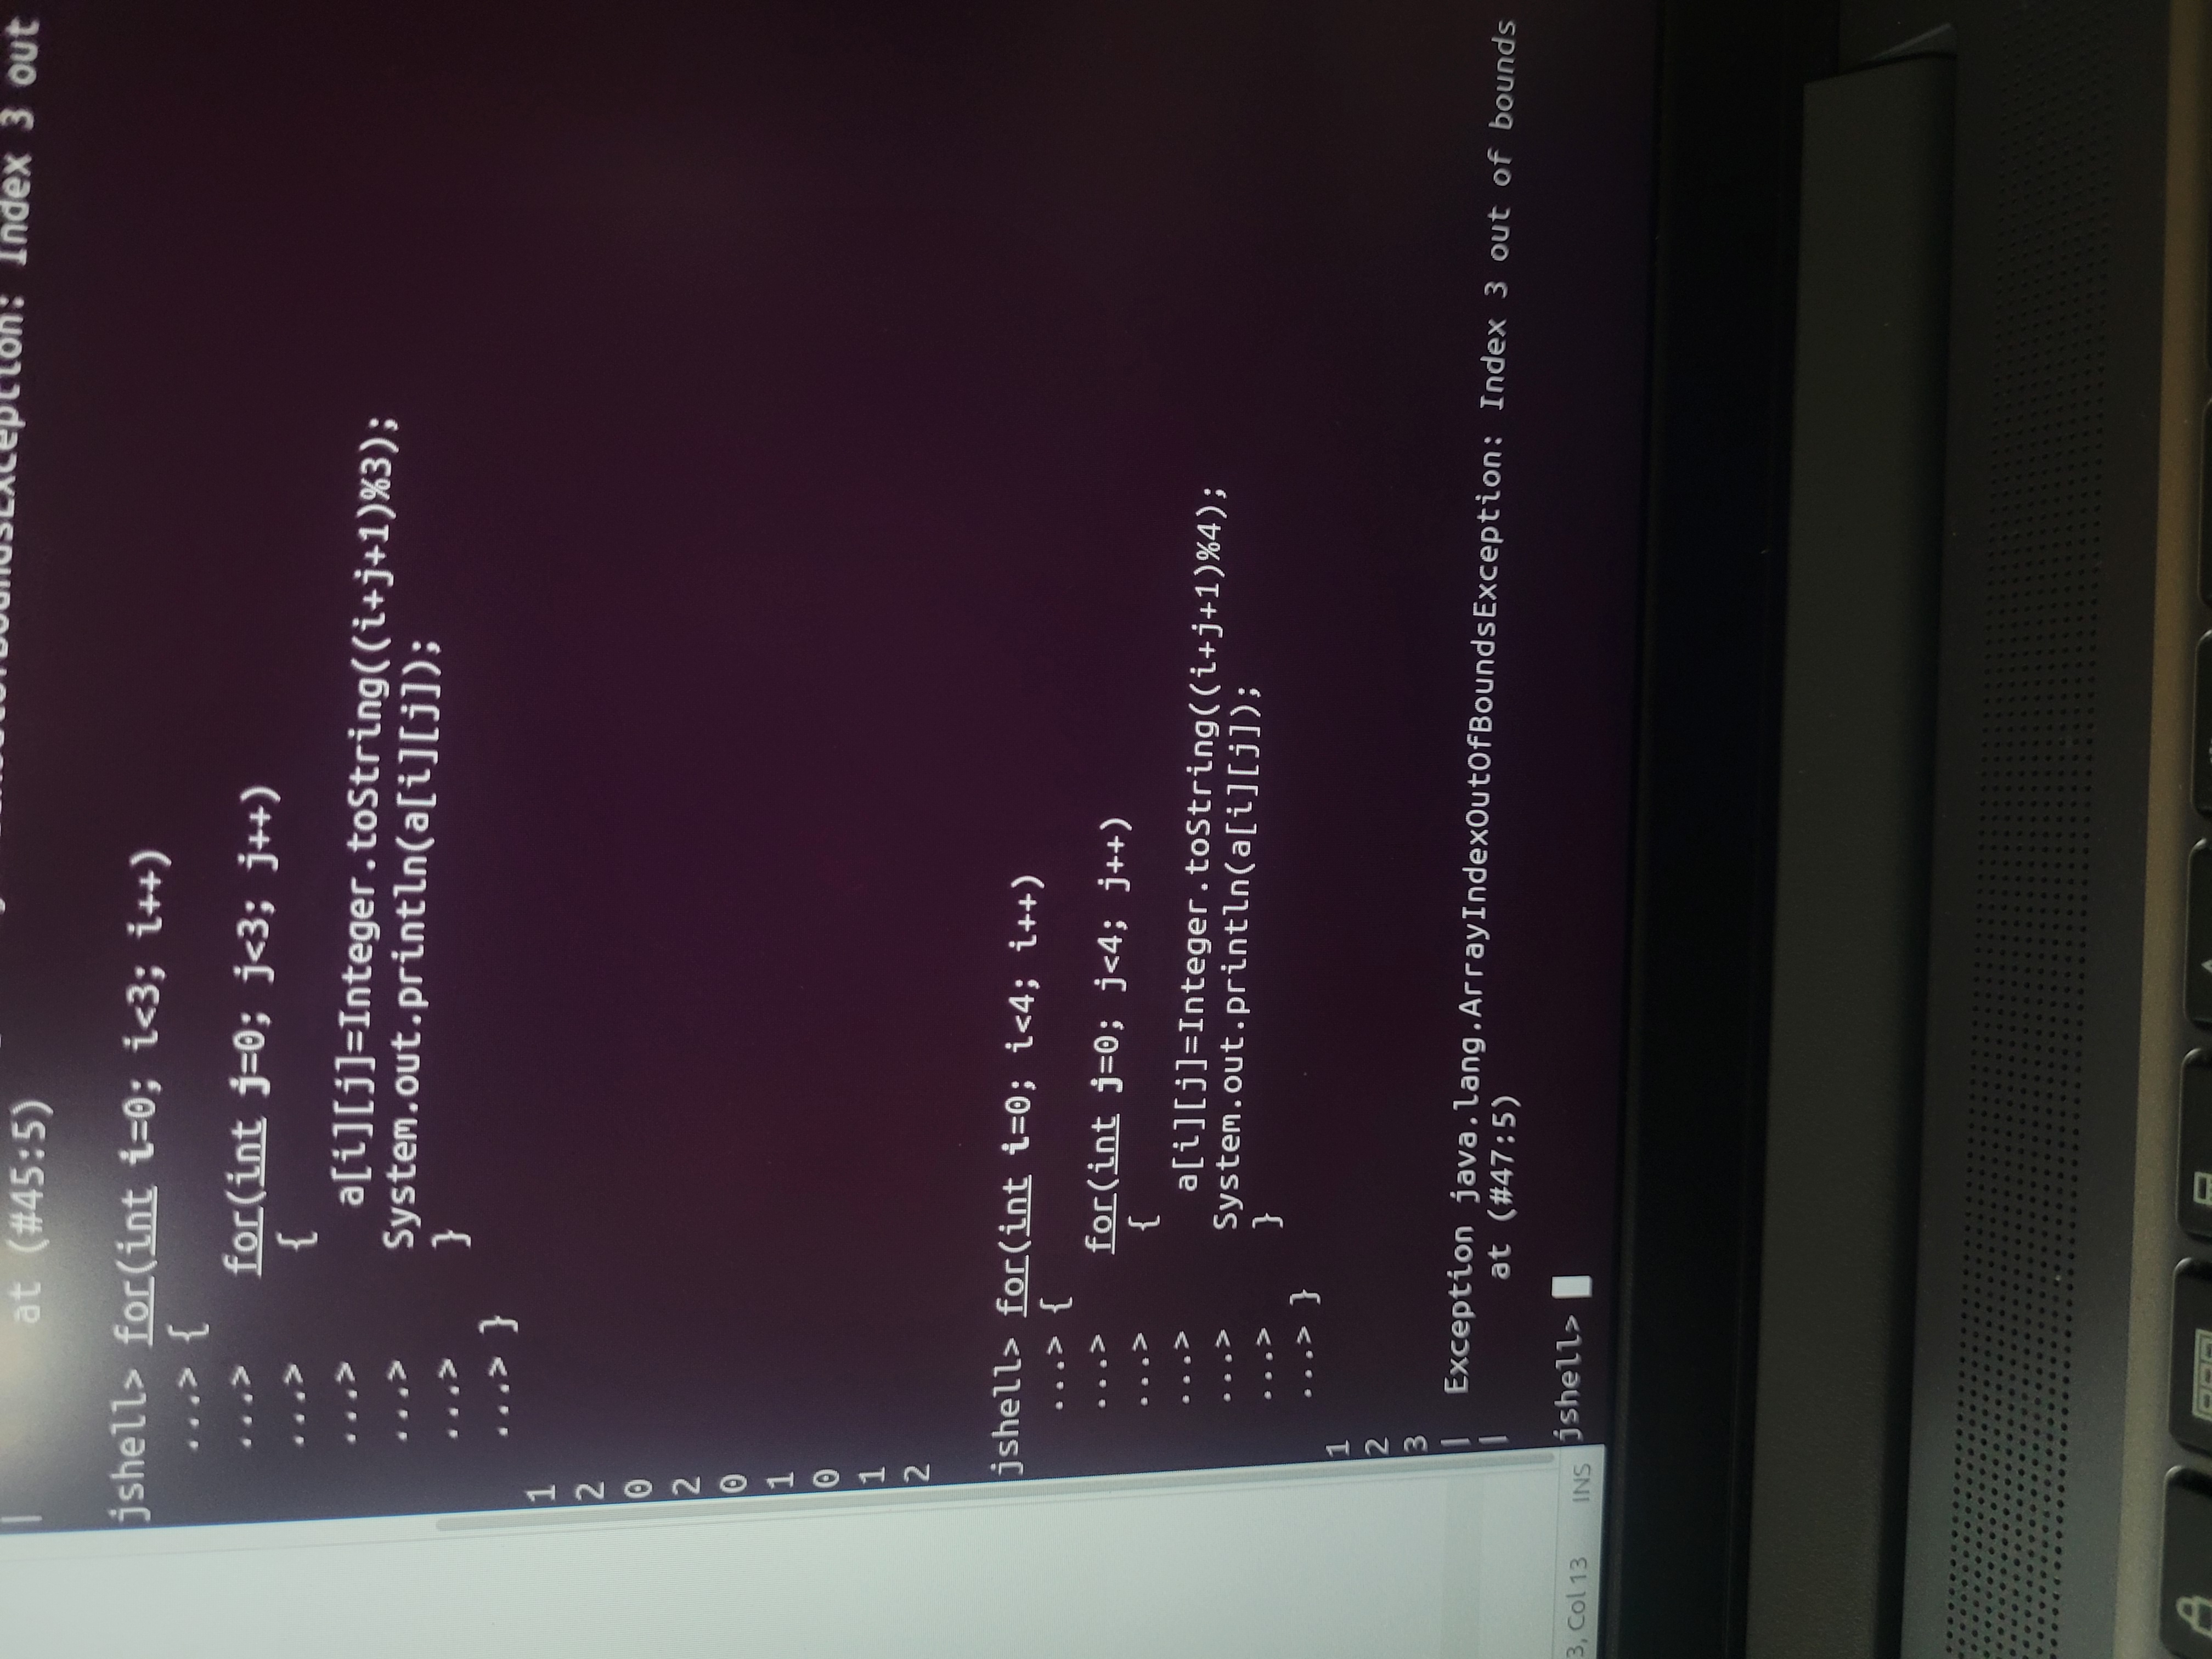 Exception: Index 3 out
| at (#45:5)
jshell> for(int i=0; i<3; i++)
...> {
...> for(int j=0; j<3; j++)
...> {
...> a[i][j]=Integer.toString((i+j+1)%3);
...> System.out.println(a[i][j]);
...> }
...> }
1
2
0
2
0
1
0
1
2
jshell> for(int i=0; i<4; i++)
...> {
...> for(int j=0; j<4; j++)
...> {
...> a[i][j]=Integer.toString((i+j+1)%4);
...> System.out.println(a[i][j]);
...> }
...> }
1
2
3
| Exception java.lang.ArrayIndexOutOfBoundsException: Index 3 out of bounds
| at (#47:5)
jshell>
3, Col 13 INS